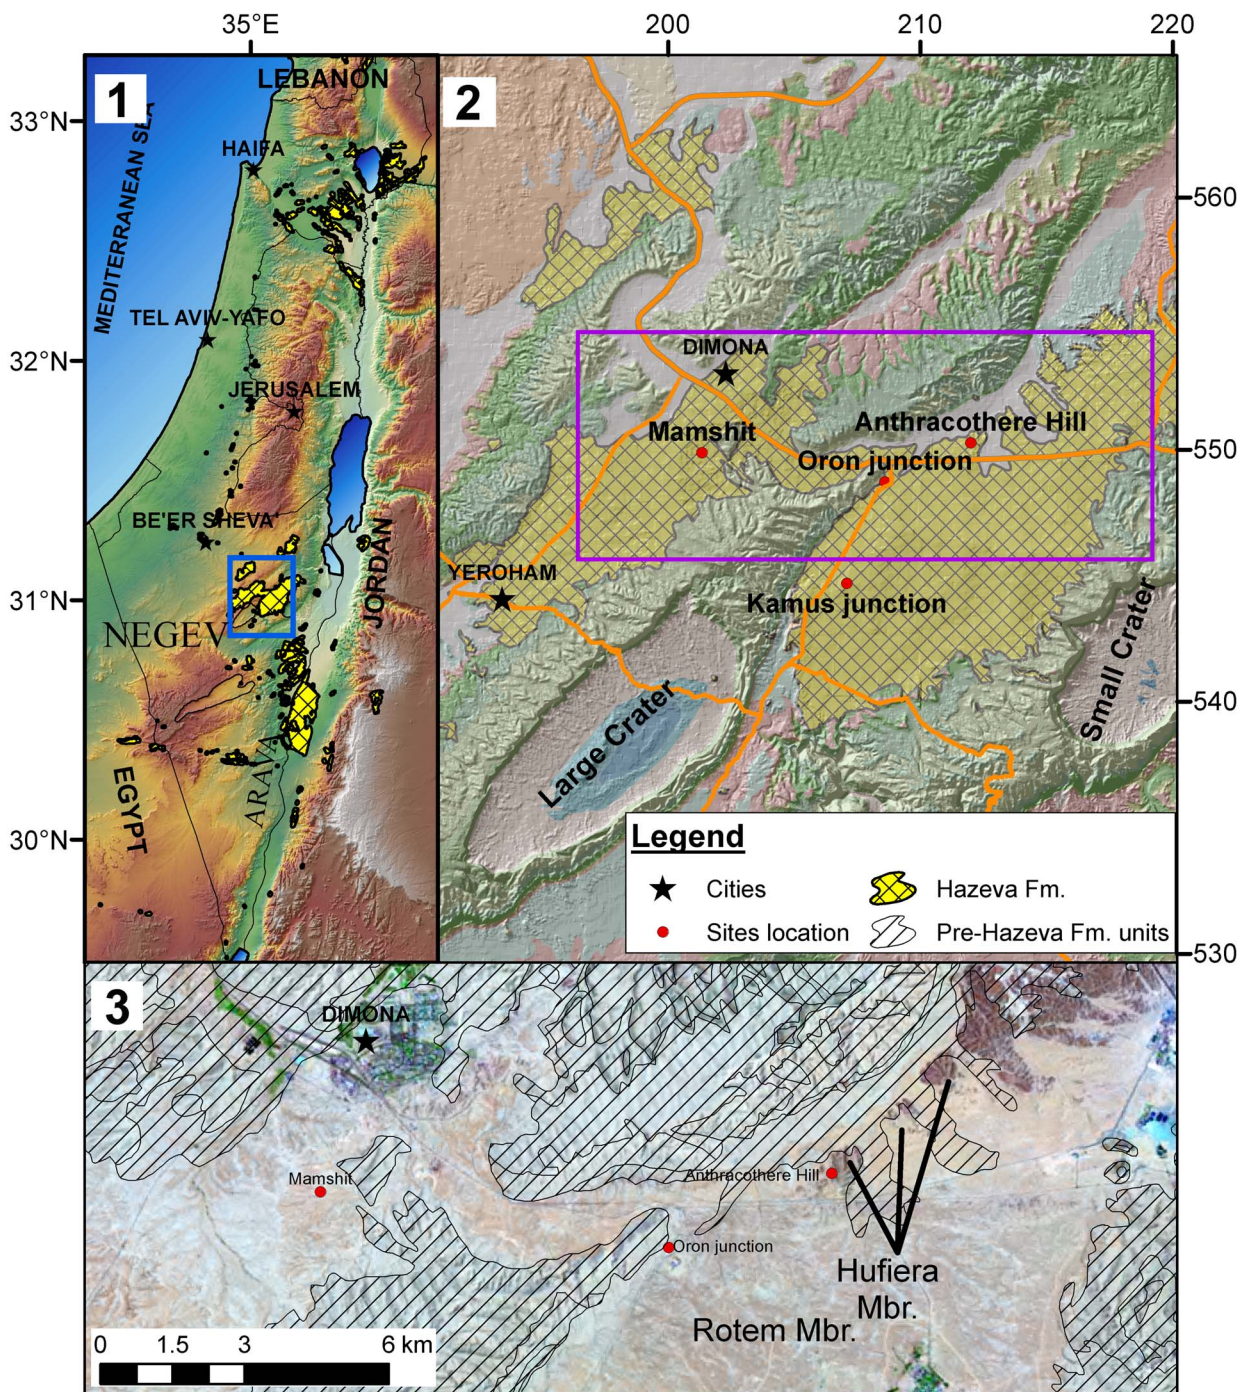 35°E
200
210
220
1
LEBANON
2
33°N
MEDITERRANEAN SEA
HAIFA
560
TEL AVIV-YAFO
32°N
JERUSALEM
DIMONA
Mamshit
Anthracothere Hill
Oron junction
550
BE'ER SHEVA'
JORDAN
YEROHAM
Kamus junction
31°N
NEGEV
Small Crater
540
Large Crater
ARAVA
EGYPT
30°N
Legend
Cities
Hazeva Fm.
Sites location
Pre-Hazeva Fm. units
530
3
DIMONA
Mamshit
Anthracothere Hill
Oron junction
Hufiera
Mbr.
Rotem Mbr.
0 1.5 3 6 km